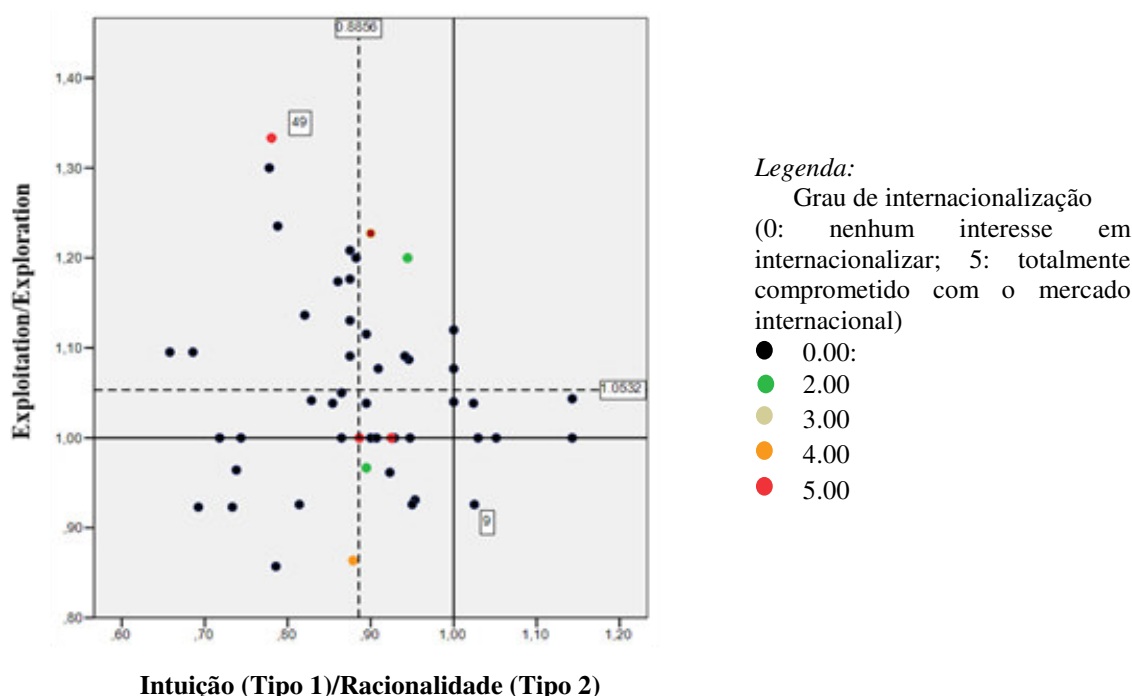 0.8856
1,40
49
1,30
1,20
1,10
1.0532
1,00
,90
9
,80
,60 ,70 ,80 ,90 1,00 1,10 1,20
Exploitation/Exploration
Intuição (Tipo 1)/Racionalidade (Tipo 2)
Legenda:
Grau de internacionalização
(0: nenhum interesse em
internacionalizar; 5: totalmente
comprometido com o mercado
internacional)
0.00:
2.00
3.00
4.00
5.00